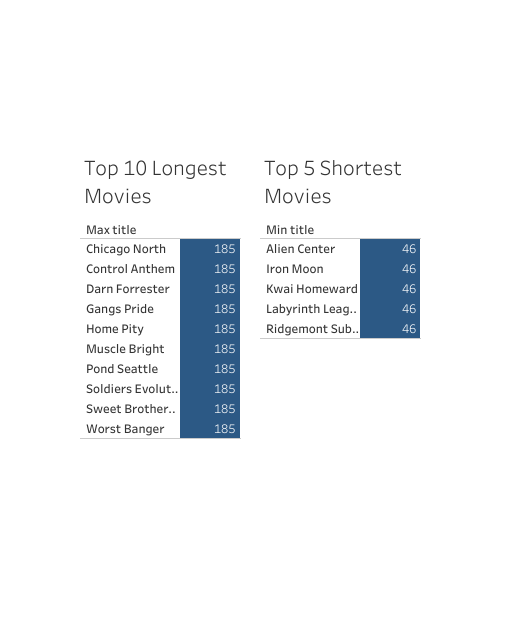 Top 10 Longest
Movies
Max title
Chicago North 185
Control Anthem 185
Darn Forrester 185
Gangs Pride 185
Home Pity 185
Muscle Bright 185
Pond Seattle 185
Soldiers Evolut.. 185
Sweet Brother.. 185
Worst Banger 185
Top 5 Shortest
Movies
Min title
Alien Center 46
Iron Moon 46
Kwai Homeward 46
Labyrinth Leag.. 46
Ridgemont Sub.. 46